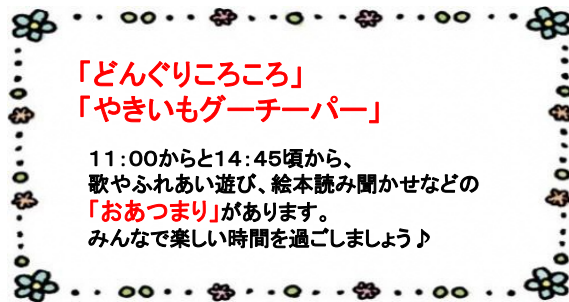 「どんぐりころころ」
「やきいもグーチーパー」
11:00からと14:45頃から、
歌やふれあい遊び、絵本読み聞かせなどの
「おあつまり」があります。
みんなで楽しい時間を過ごしましょう♪